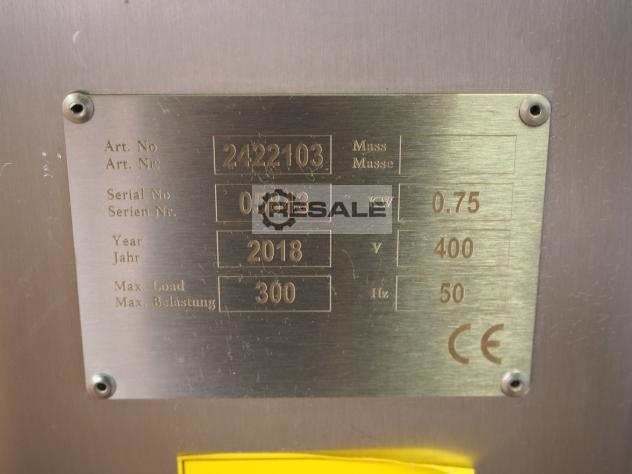 Art. No
Art. Nr.
2422103
Mass
Masse
Serial No
Serien Nr.
KW
0.75
Year
Jahr
2018
V
400
Max. Load
Max. Belastung
300
Hz
50
CE
RESALE